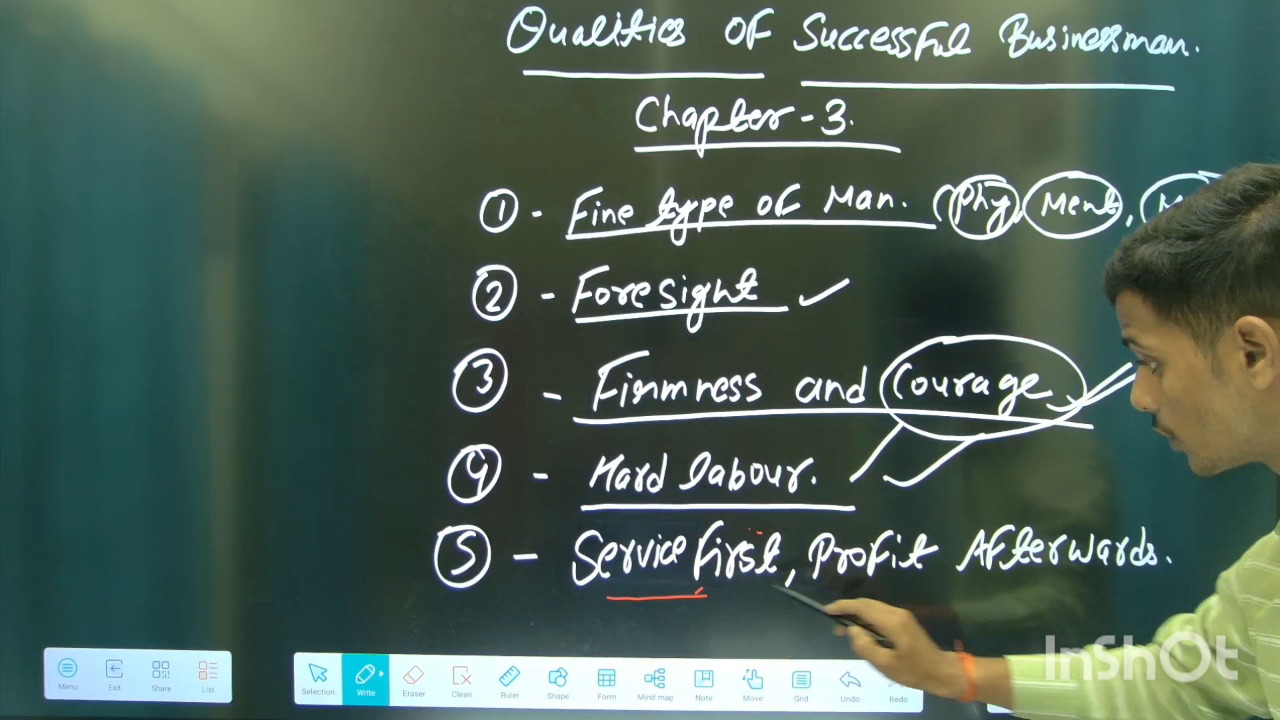 Qualities of Successful Businessman.
Chapter-3.
① - Fine type of Man. (Phy, Ment,
② - Foresight ✓
③ - Firmness and Courage
④ - Hard labour.
⑤ - Service first, Profit Afterwards.
Menu Exit Share List Selection Write Eraser Clean Ruler Shape Form Mind map Note Move Grid Undo Redo
InShOt